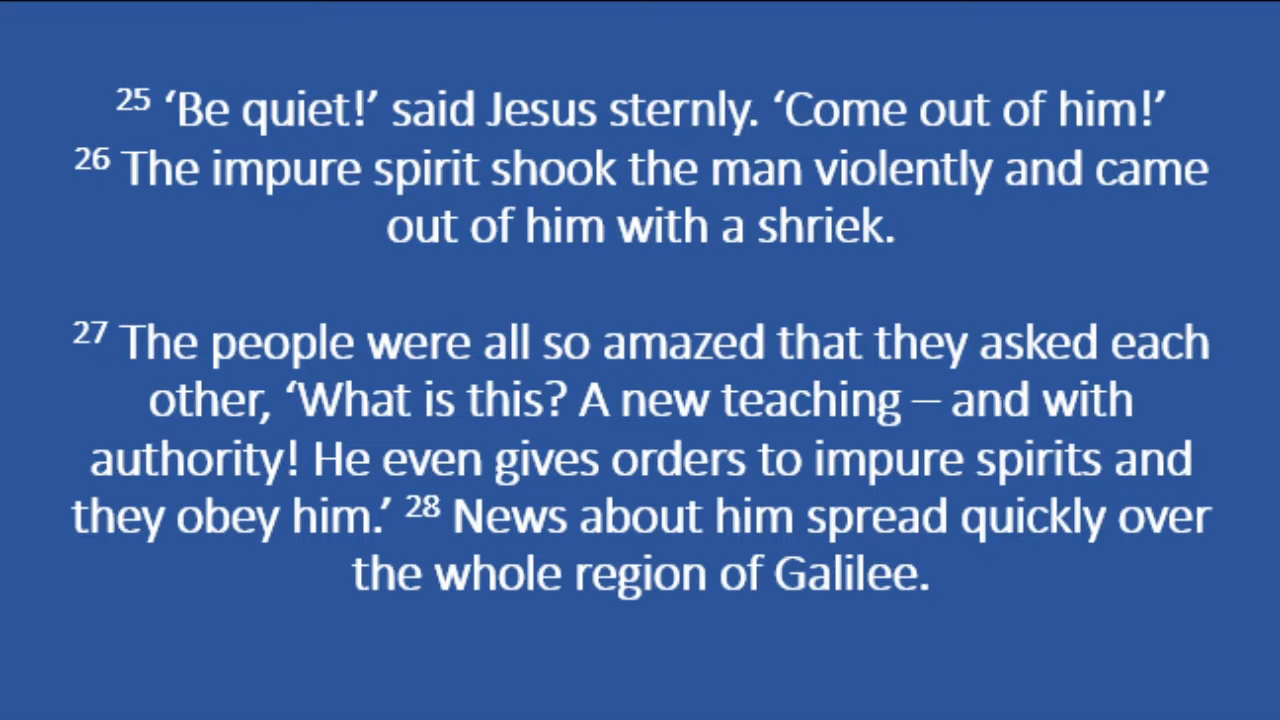 25 ‘Be quiet!’ said Jesus sternly. ‘Come out of him!’
26 The impure spirit shook the man violently and came
out of him with a shriek.
27 The people were all so amazed that they asked each
other, ‘What is this? A new teaching – and with
authority! He even gives orders to impure spirits and
they obey him.’ 28 News about him spread quickly over
the whole region of Galilee.